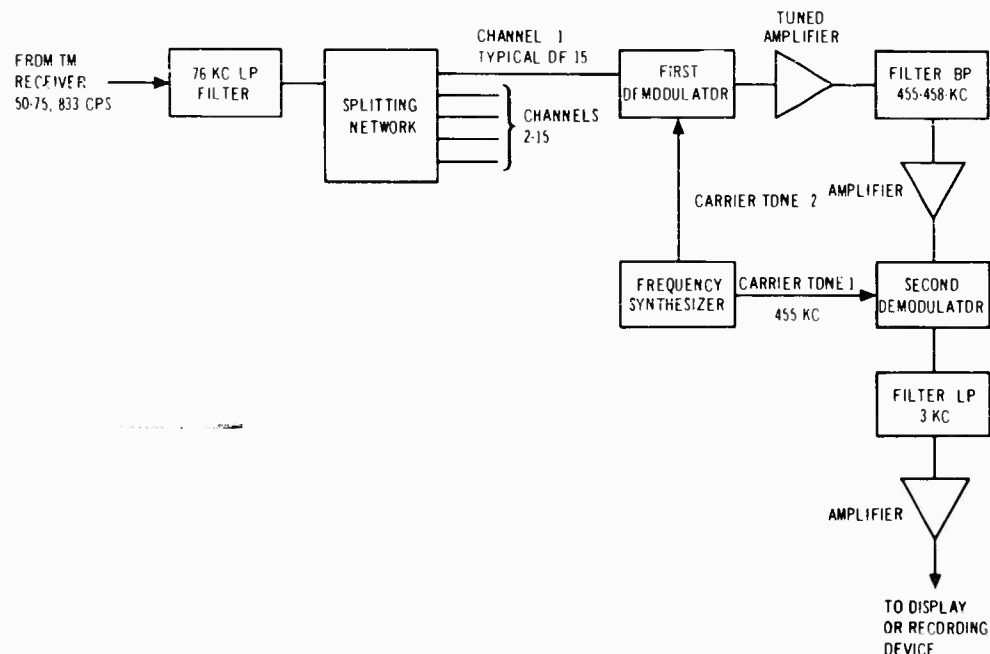 FROM TM
RECEIVER
50-75, 833 CPS
76 KC LP
FILTER
SPLITTING
NETWORK
CHANNEL 1
TYPICAL OF 15
CHANNELS
2-15
FIRST
DEMODULATOR
TUNED
AMPLIFIER
FILTER BP
455-458-KC
AMPLIFIER
CARRIER TONE 2
FREQUENCY
SYNTHESIZER
CARRIER TONE 1
455 KC
SECOND
DEMODULATOR
FILTER LP
3 KC
AMPLIFIER
TO DISPLAY
OR RECORDING
DEVICE